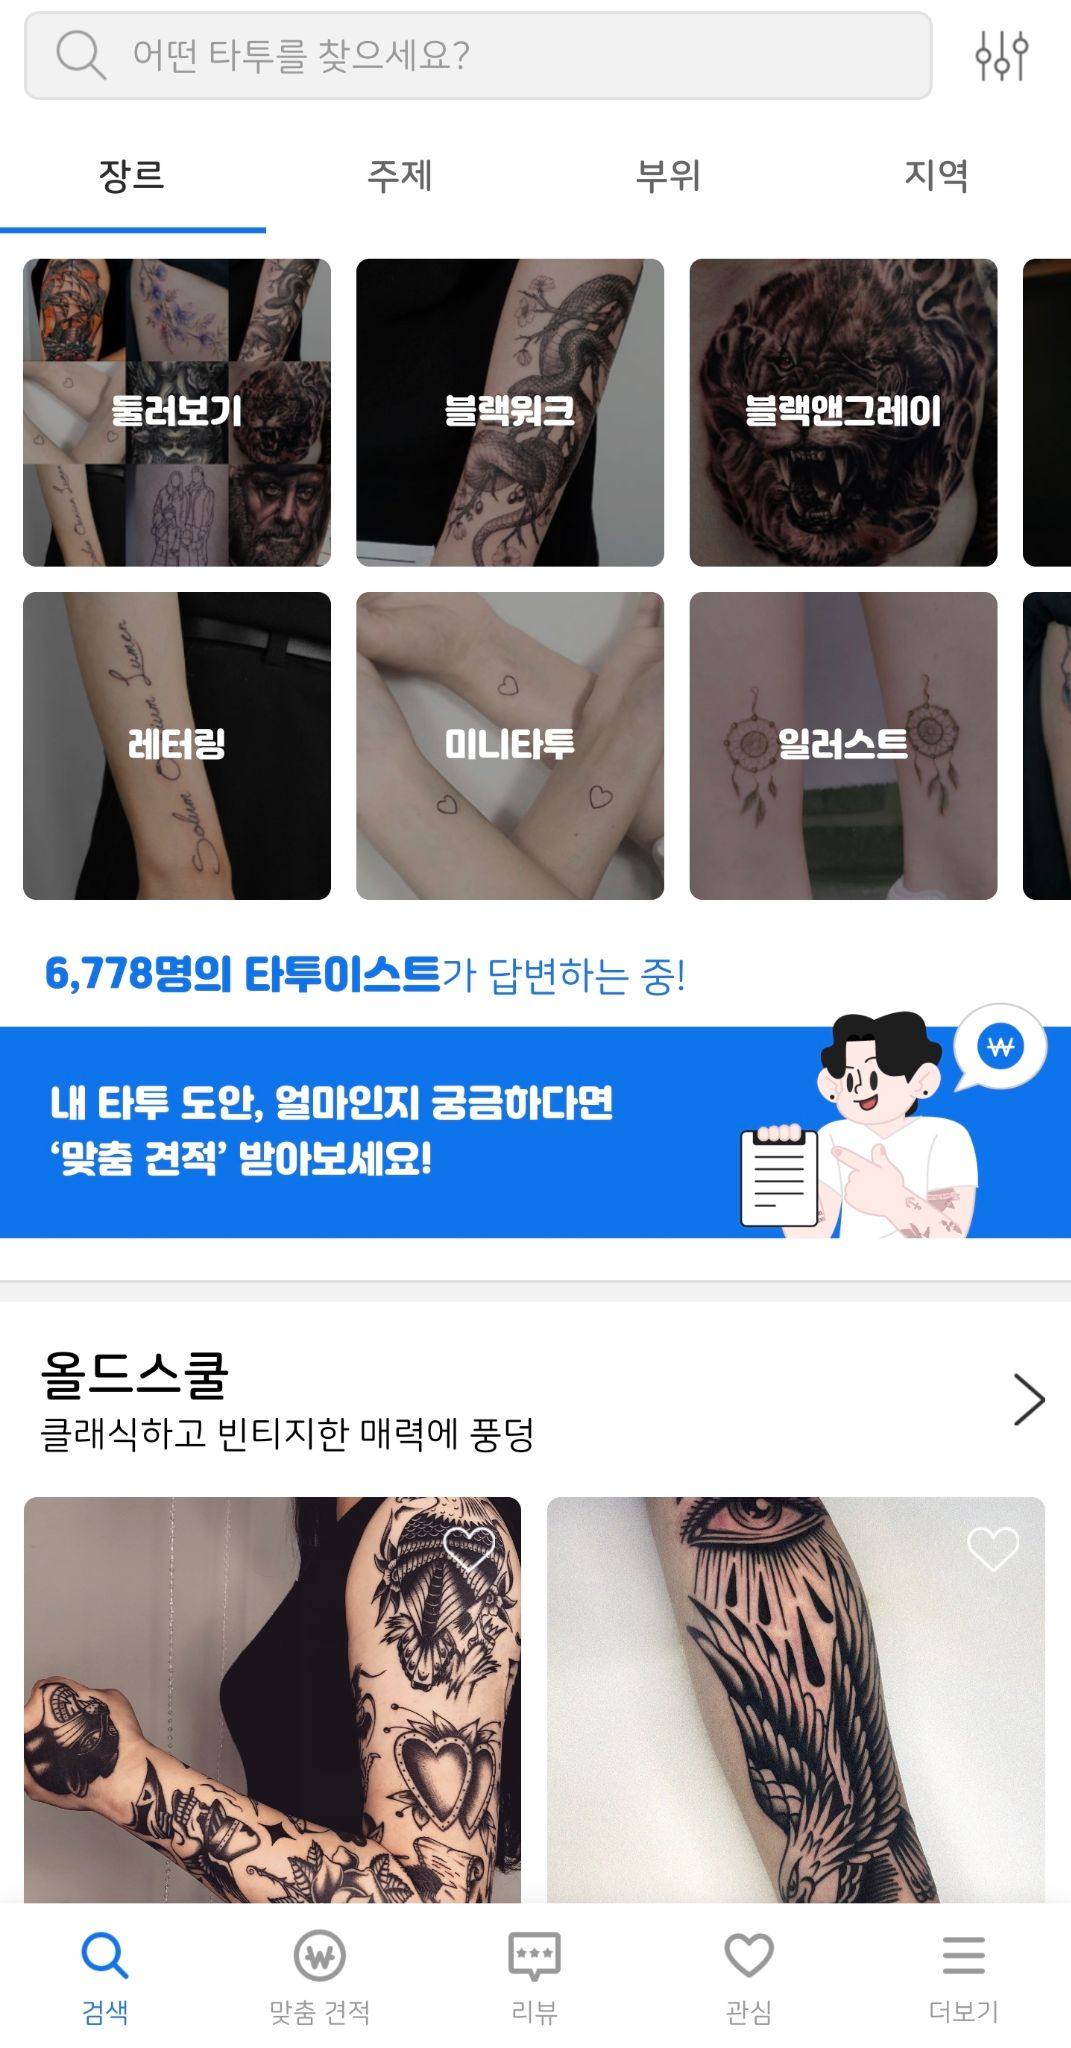 어떤 타투를 찾으세요?
장르 주제 부위 지역
둘러보기 블랙워크 블랙앤그레이
레터링 미니타투 일러스트
6,778명의 타투이스트가 답변하는 중!
내 타투 도안, 얼마인지 궁금하다면
‘맞춤 견적’ 받아보세요!
올드스쿨
클래식하고 빈티지한 매력에 풍덩
검색 맞춤 견적 리뷰 관심 더보기